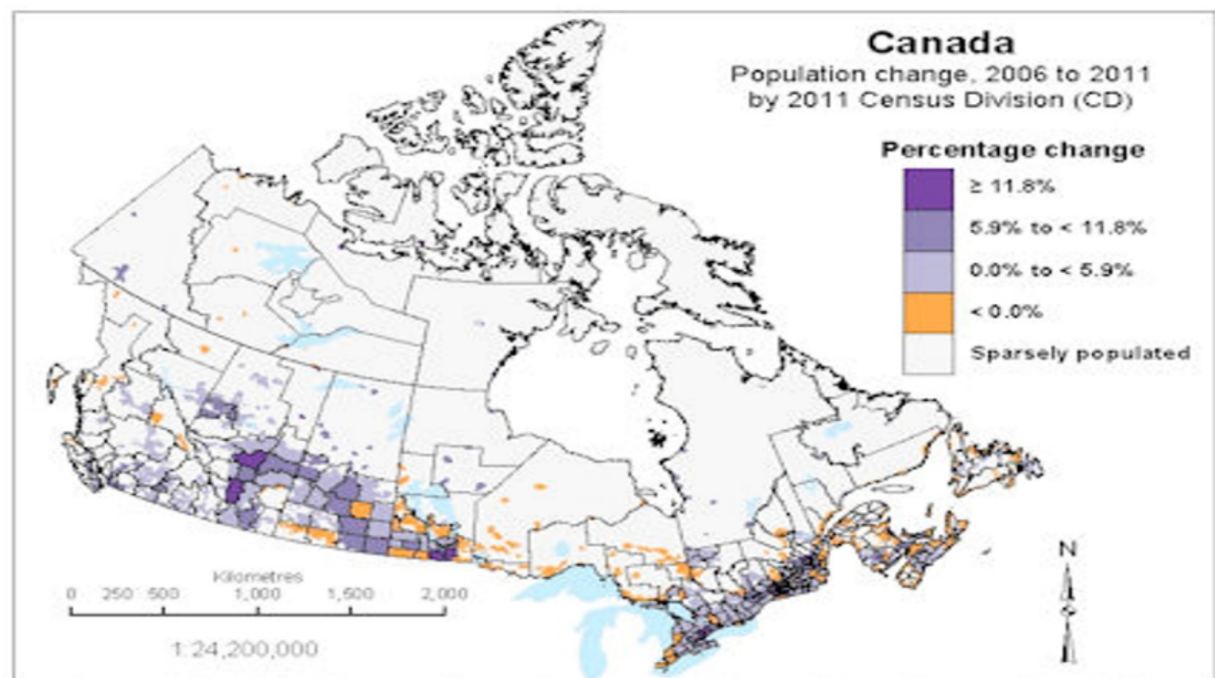 Canada
Population change, 2006 to 2011
by 2011 Census Division (CD)
Percentage change
≥ 11.8%
5.9% to < 11.8%
0.0% to < 5.9%
< 0.0%
Sparsely populated
N
Kilometres
0 250 500 1,000 1,500 2,000
1:24,200,000